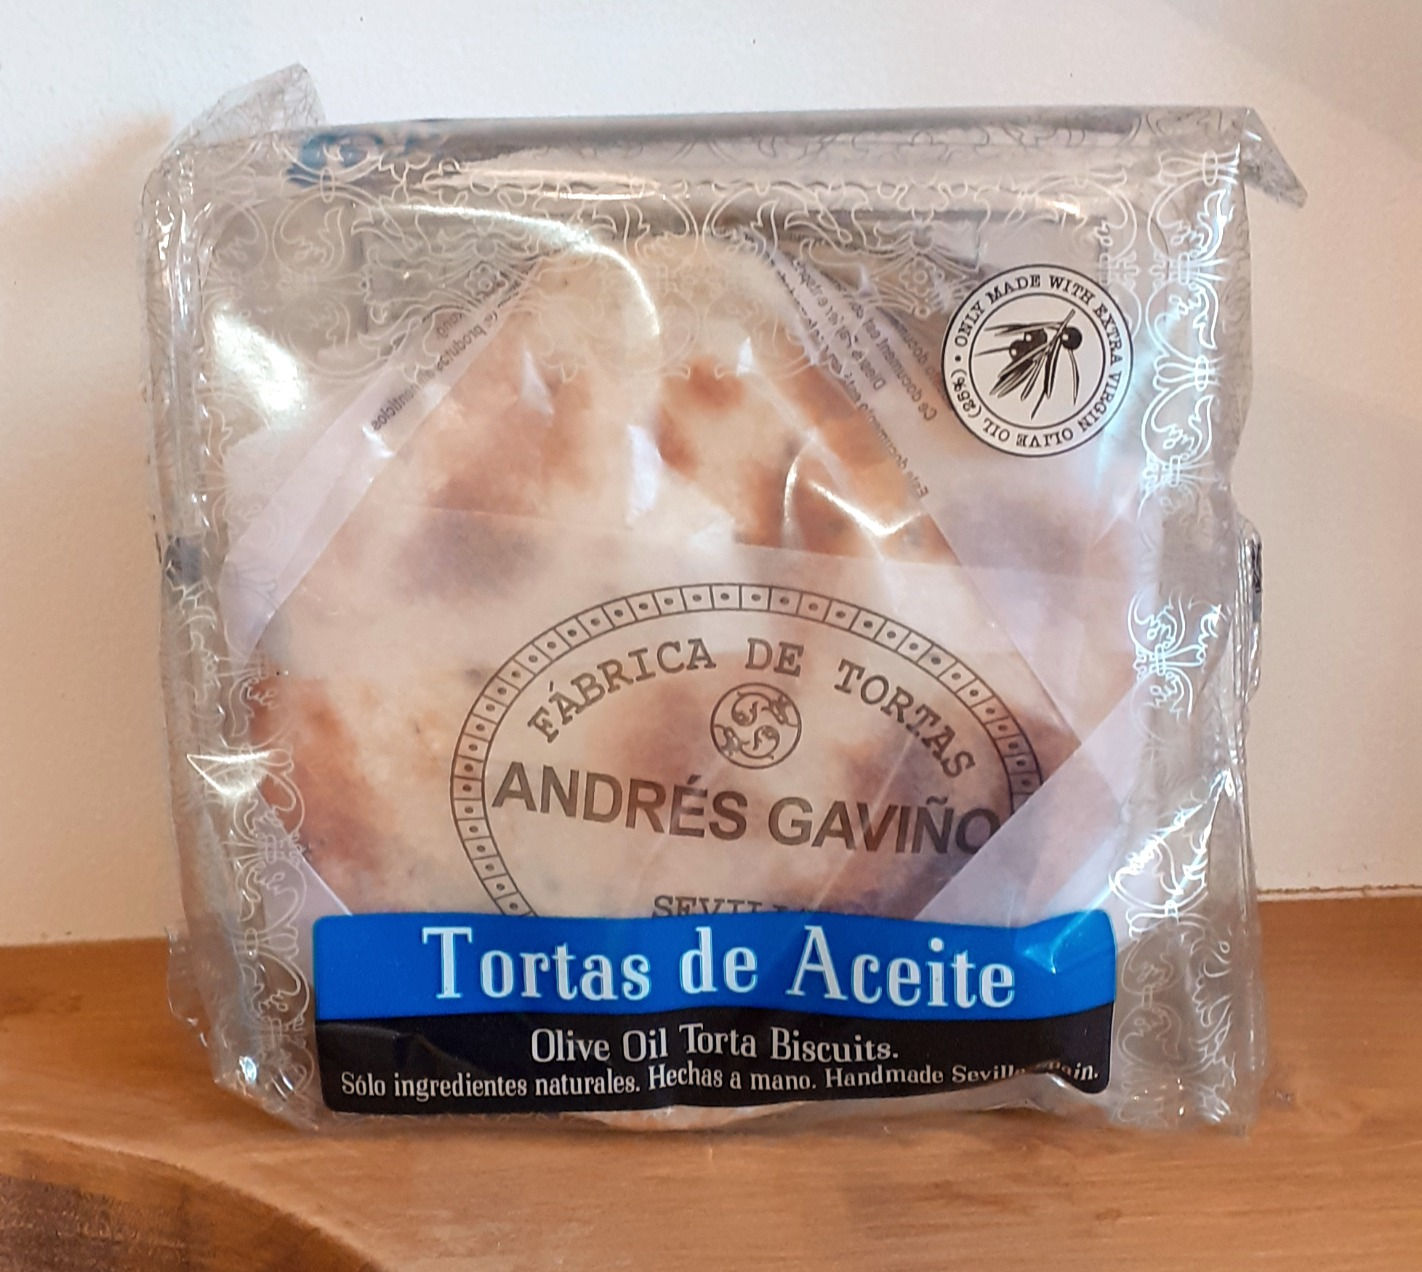 • ONLY MADE WITH EXTRA VIRGIN OLIVE OIL (25%)
FÁBRICA DE TORTAS
ANDRÉS GAVIÑO
Tortas de Aceite
Olive Oil Torta Biscuits.
Sólo ingredientes naturales. Hechas a mano. Handmade